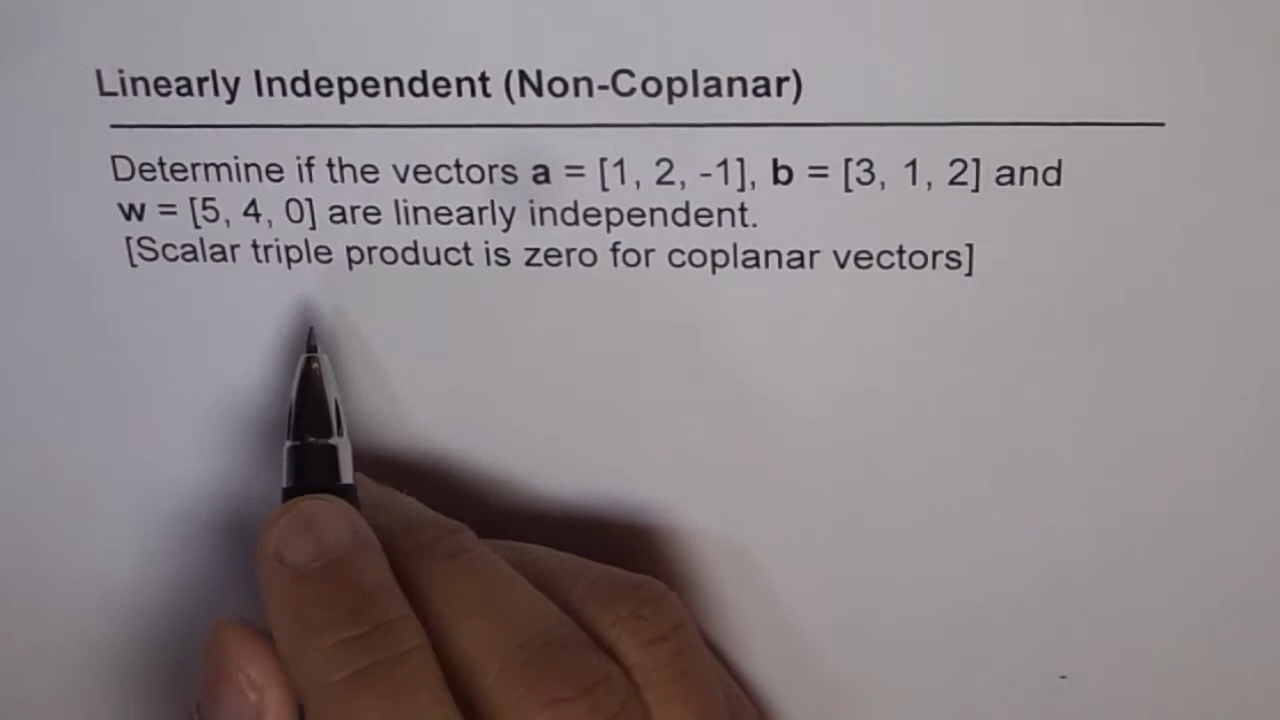 Linearly Independent (Non-Coplanar)
Determine if the vectors a = [1, 2, -1], b = [3, 1, 2] and
w = [5, 4, 0] are linearly independent.
[Scalar triple product is zero for coplanar vectors]